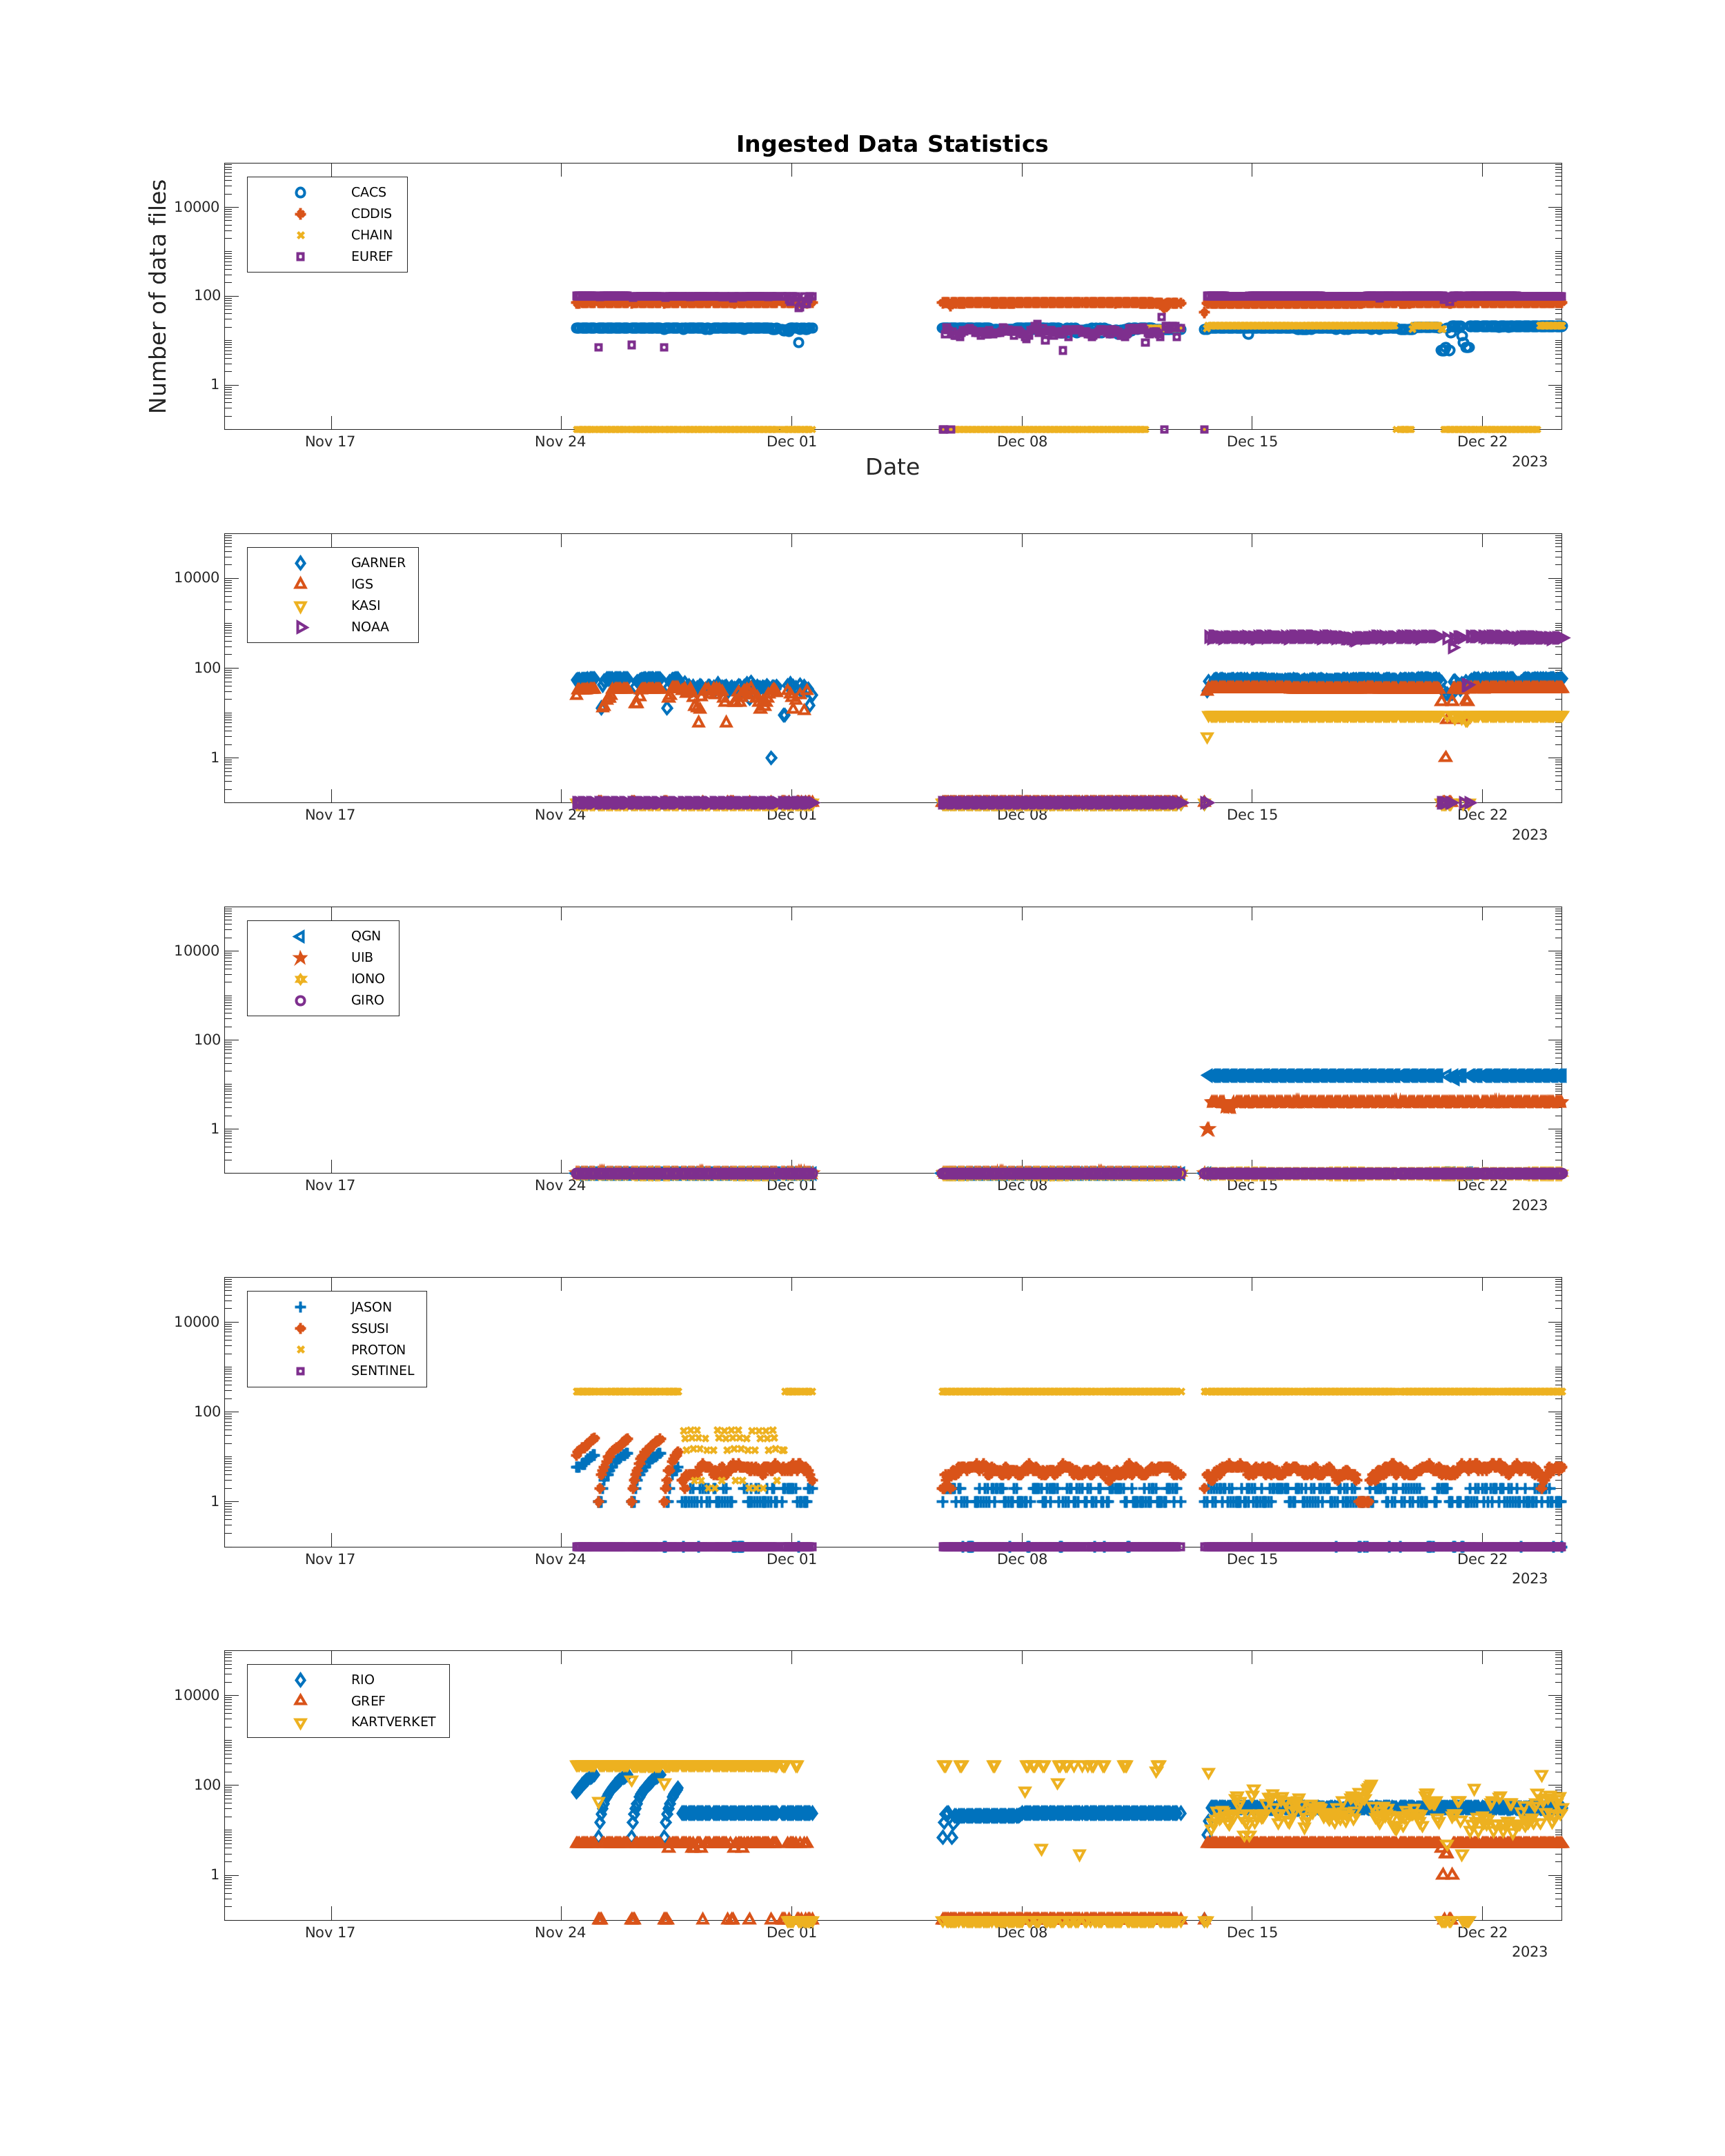 Ingested Data Statistics
Number of data files
10000
100
1
CACS
CDDIS
CHAIN
EUREF
Nov 17 Nov 24 Dec 01 Dec 08 Dec 15 Dec 22
2023
Date
10000
100
1
GARNER
IGS
KASI
NOAA
Nov 17 Nov 24 Dec 01 Dec 08 Dec 15 Dec 22
2023
10000
100
1
QGN
UIB
IONO
GIRO
Nov 17 Nov 24 Dec 01 Dec 08 Dec 15 Dec 22
2023
10000
100
1
JASON
SSUSI
PROTON
SENTINEL
Nov 17 Nov 24 Dec 01 Dec 08 Dec 15 Dec 22
2023
10000
100
1
RIO
GREF
KARTVERKET
Nov 17 Nov 24 Dec 01 Dec 08 Dec 15 Dec 22
2023